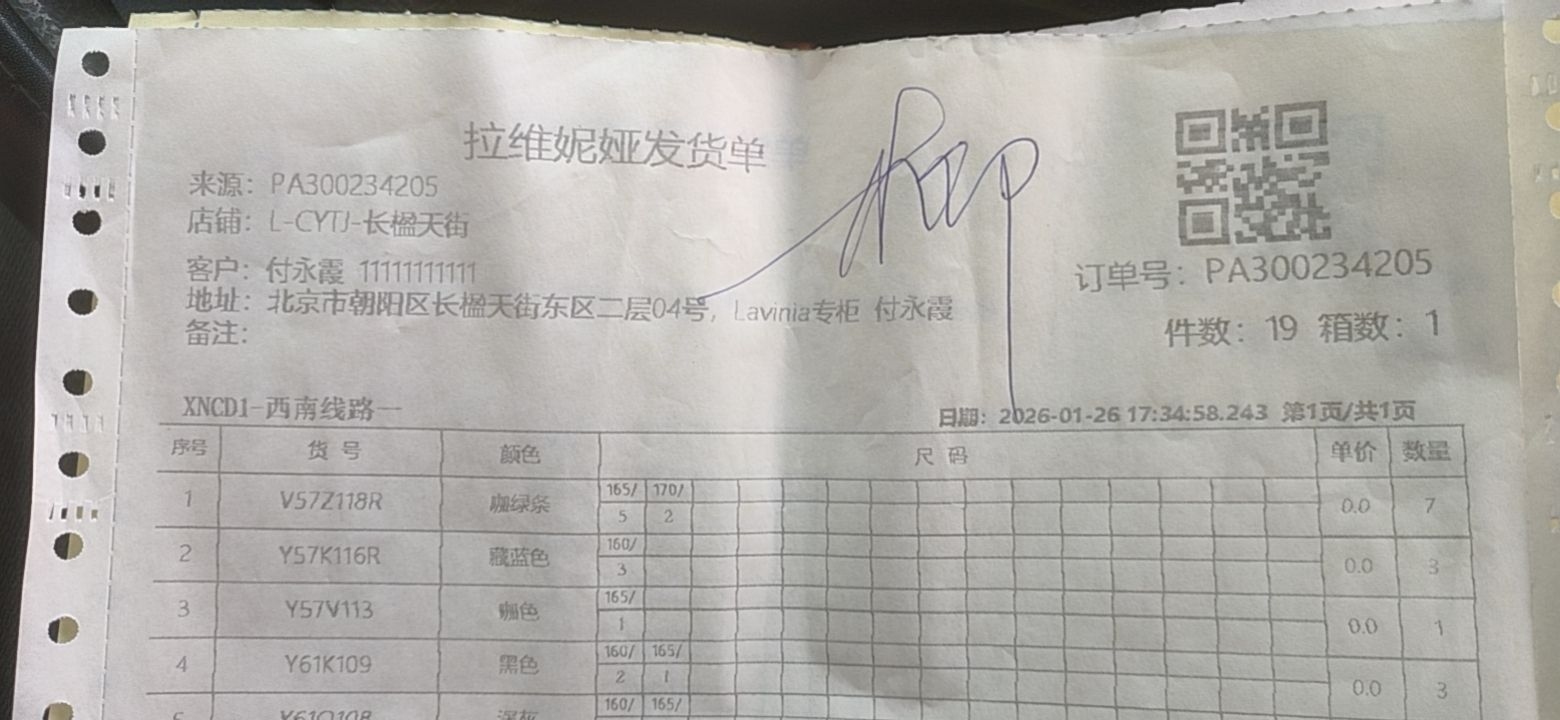 拉维妮娅发货单
来源：PA300234205
店铺：L-CYTJ-长楹天街
客户：付永霞 11111111111
地址：北京市朝阳区长楹天街东区二层04号，Lavinia专柜 付永霞
备注：
订单号：PA300234205
件数：19 箱数：1
XNCD1-西南线路一
日期：2026-01-26 17:34:58.243 第1页/共1页
序号 货 号 颜色 尺 码 单价 数量
1 V57Z118R 咖绿条 165/ 170/ 0.0 7
5 2
2 Y57K116R 藏蓝色 160/ 0.0 3
3
3 Y57V113 咖色 165/ 0.0 1
1
4 Y61K109 黑色 160/ 165/ 0.0 3
2 1
160/ 165/